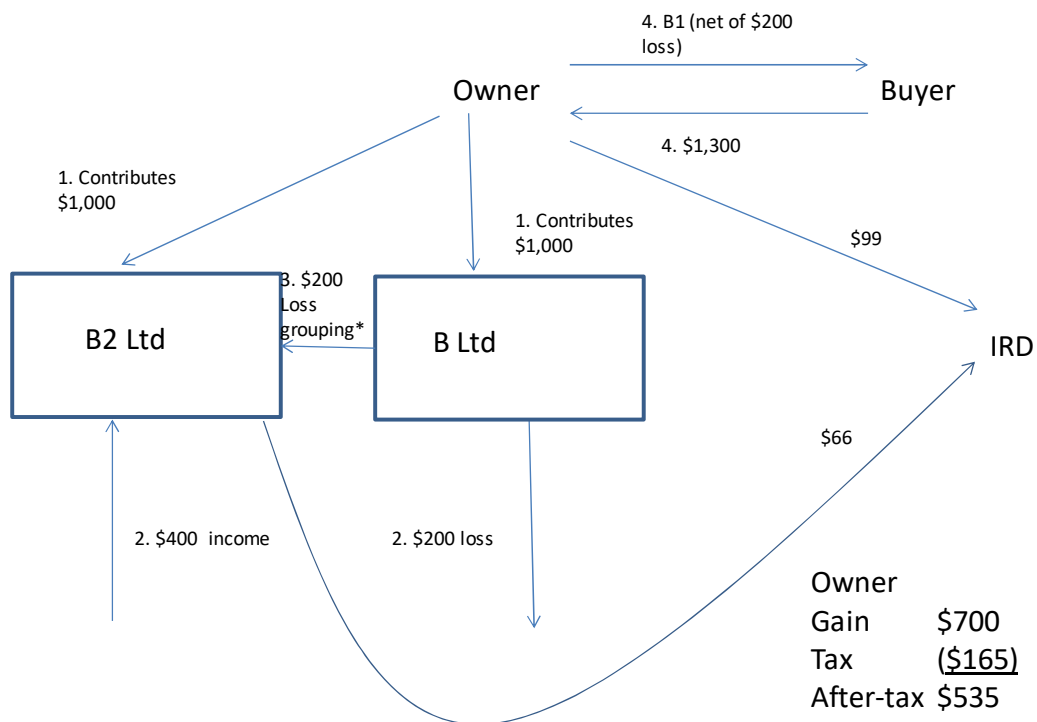 4. B1 (net of $200
loss)
Owner
Buyer
4. $1,300
1. Contributes
$1,000
1. Contributes
$1,000
$99
3. $200
Loss
grouping*
B2 Ltd
B Ltd
IRD
$66
2. $400 income
2. $200 loss
Owner
Gain $700
Tax ($165)
After-tax $535